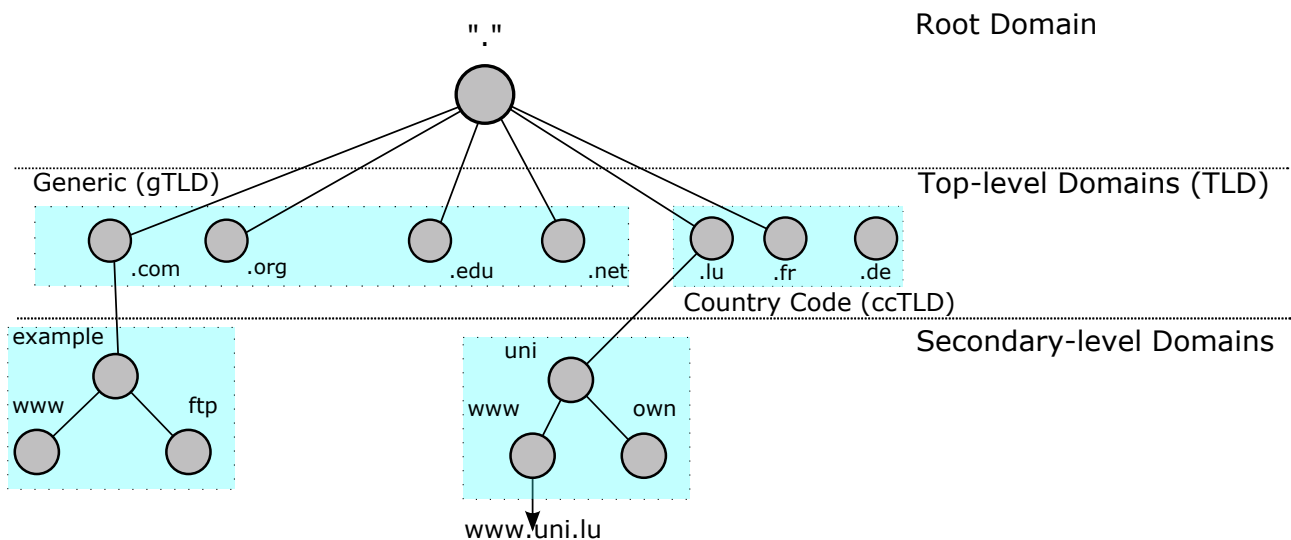 "."
Root Domain
Generic (gTLD)
Top-level Domains (TLD)
.com
.org
.edu
.net
.lu
.fr
.de
Country Code (ccTLD)
example
Secondary-level Domains
uni
www
ftp
www
own
www.uni.lu